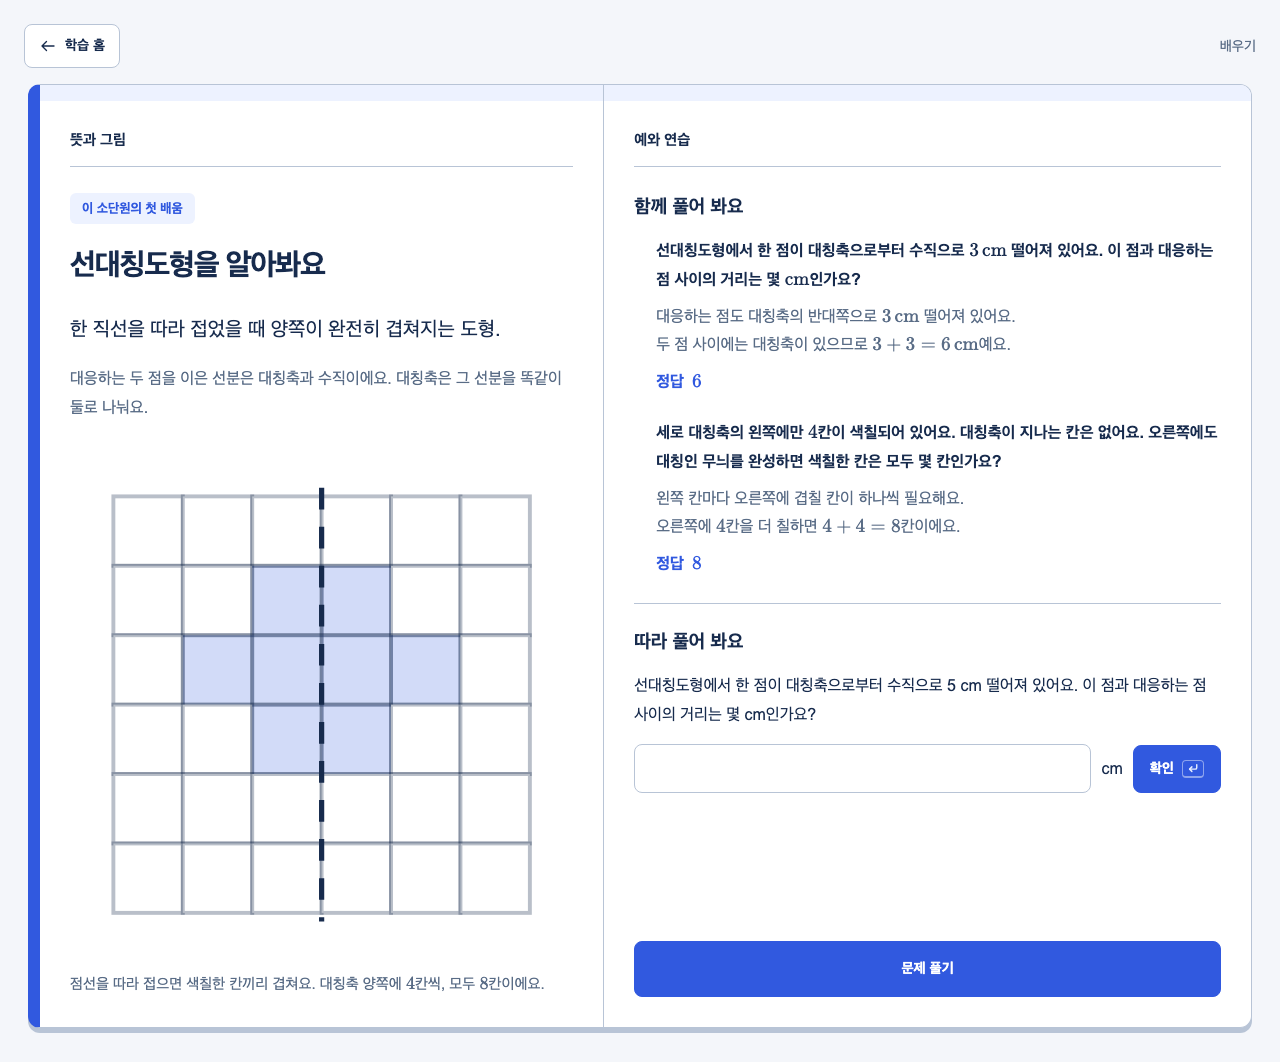 학습 홈
배우기
뜻과 그림
이 소단원의 첫 배움
선대칭도형을 알아봐요
한 직선을 따라 접었을 때 양쪽이 완전히 겹쳐지는 도형.
대응하는 두 점을 이은 선분은 대칭축과 수직이에요. 대칭축은 그 선분을 똑같이
둘로 나눠요.
점선을 따라 접으면 색칠한 칸끼리 겹쳐요. 대칭축 양쪽에 4칸씩, 모두 8칸이에요.
예와 연습
함께 풀어 봐요
선대칭도형에서 한 점이 대칭축으로부터 수직으로 3 cm 떨어져 있어요. 이 점과 대응하는
점 사이의 거리는 몇 cm인가요?
대응하는 점도 대칭축의 반대쪽으로 3 cm 떨어져 있어요.
두 점 사이에는 대칭축이 있으므로 3 + 3 = 6 cm예요.
정답 6
세로 대칭축의 왼쪽에만 4칸이 색칠되어 있어요. 대칭축이 지나는 칸은 없어요. 오른쪽에도
대칭인 무늬를 완성하면 색칠한 칸은 모두 몇 칸인가요?
왼쪽 칸마다 오른쪽에 겹칠 칸이 하나씩 필요해요.
오른쪽에 4칸을 더 칠하면 4 + 4 = 8칸이에요.
정답 8
따라 풀어 봐요
선대칭도형에서 한 점이 대칭축으로부터 수직으로 5 cm 떨어져 있어요. 이 점과 대응하는 점
사이의 거리는 몇 cm인가요?
cm
확인
문제 풀기